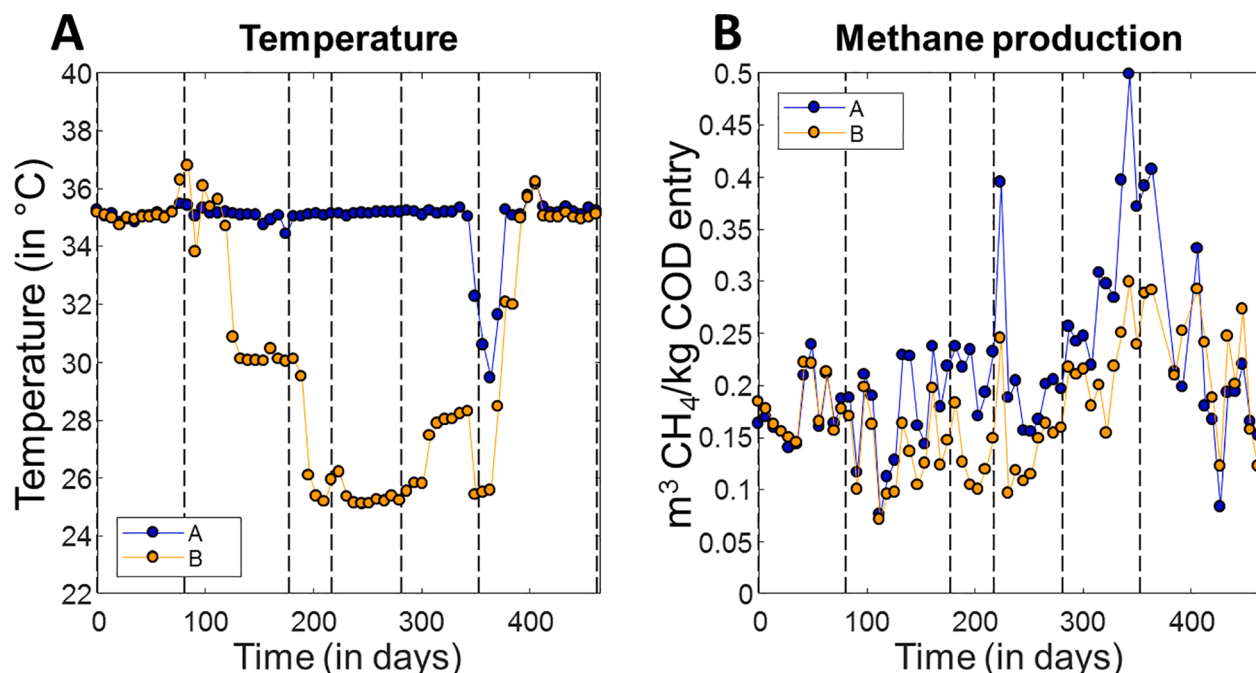 A
Temperature
40
38
36
34
32
30
28
26
24
22
Temperature (in °C)
A
B
0
100
200
300
400
Time (in days)
B
Methane production
0.5
0.45
0.4
0.35
0.3
0.25
0.2
0.15
0.1
0.05
0
m³ CH₄/kg COD entry
A
B
0
100
200
300
400
Time (in days)